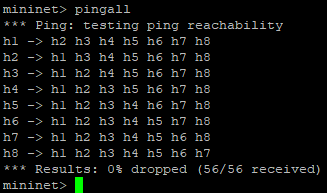 mininet> pingall
*** Ping: testing ping reachability
h1 -> h2 h3 h4 h5 h6 h7 h8
h2 -> h1 h3 h4 h5 h6 h7 h8
h3 -> h1 h2 h4 h5 h6 h7 h8
h4 -> h1 h2 h3 h5 h6 h7 h8
h5 -> h1 h2 h3 h4 h6 h7 h8
h6 -> h1 h2 h3 h4 h5 h7 h8
h7 -> h1 h2 h3 h4 h5 h6 h8
h8 -> h1 h2 h3 h4 h5 h6 h7
*** Results: 0% dropped (56/56 received)
mininet>